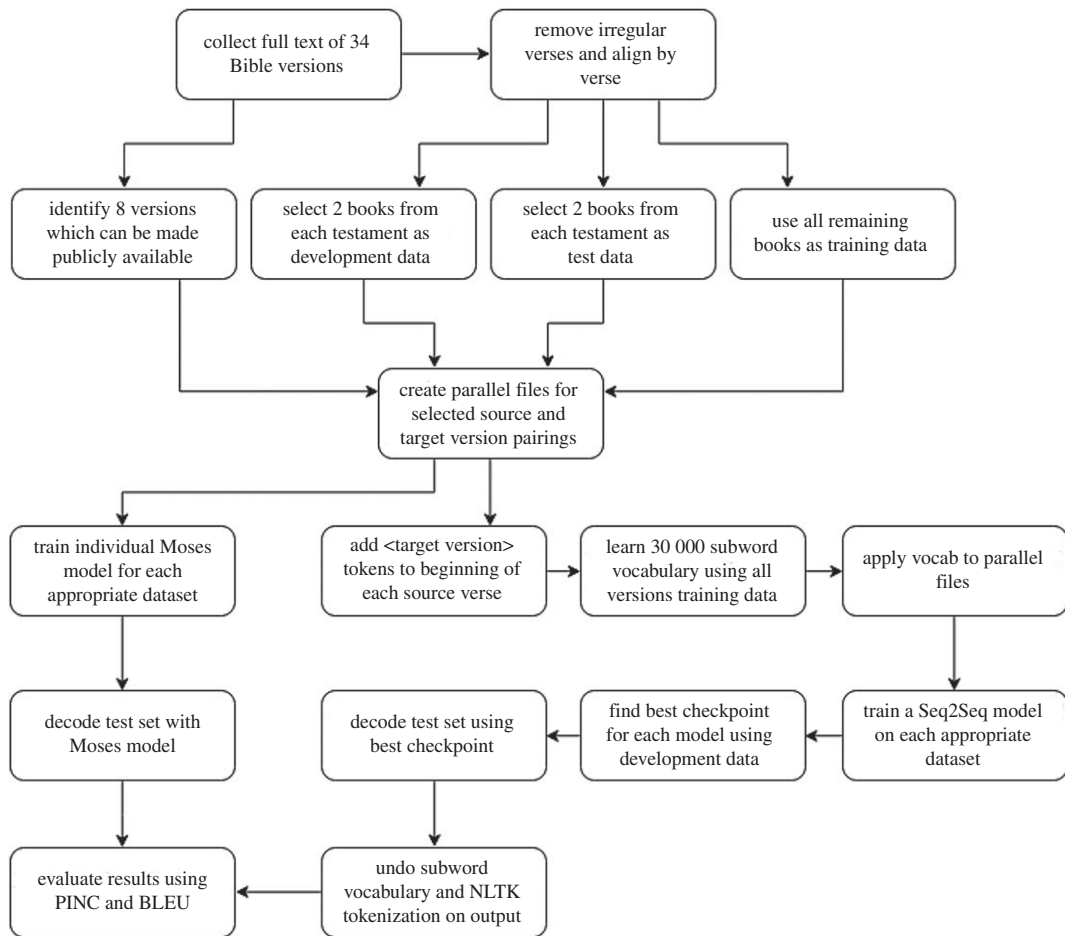 collect full text of 34
Bible versions
remove irregular
verses and align by
verse
identify 8 versions
which can be made
publicly available
select 2 books from
each testament as
development data
select 2 books from
each testament as
test data
use all remaining
books as training data
create parallel files for
selected source and
target version pairings
train individual Moses
model for each
appropriate dataset
add <target version>
tokens to beginning of
each source verse
learn 30 000 subword
vocabulary using all
versions training data
apply vocab to parallel
files
decode test set with
Moses model
decode test set using
best checkpoint
find best checkpoint
for each model using
development data
train a Seq2Seq model
on each appropriate
dataset
evaluate results using
PINC and BLEU
undo subword
vocabulary and NLTK
tokenization on output